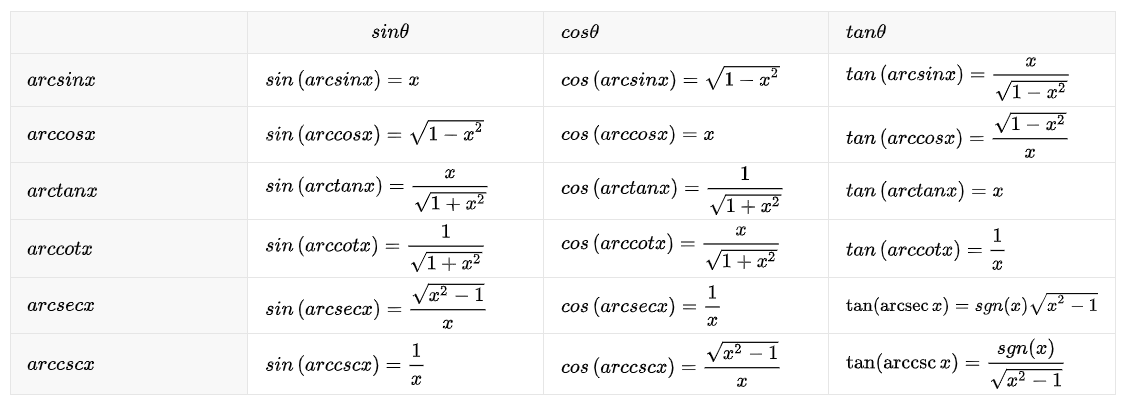 sinθ cosθ tanθ
arcsinx sin (arcsinx) = x cos (arcsinx) = √(1 − x²) tan (arcsinx) = x/√(1 − x²)
arccosx sin (arccosx) = √(1 − x²) cos (arccosx) = x tan (arccosx) = √(1 − x²)/x
arctanx sin (arctanx) = x/√(1 + x²) cos (arctanx) = 1/√(1 + x²) tan (arctanx) = x
arccotx sin (arccotx) = 1/√(1 + x²) cos (arccotx) = x/√(1 + x²) tan (arccotx) = 1/x
arcsecx sin (arcsecx) = √(x² − 1)/x cos (arcsecx) = 1/x tan(arcsec x) = sgn(x)√(x² − 1)
arccscx sin (arccscx) = 1/x cos (arccscx) = √(x² − 1)/x tan(arccsc x) = sgn(x)/√(x² − 1)